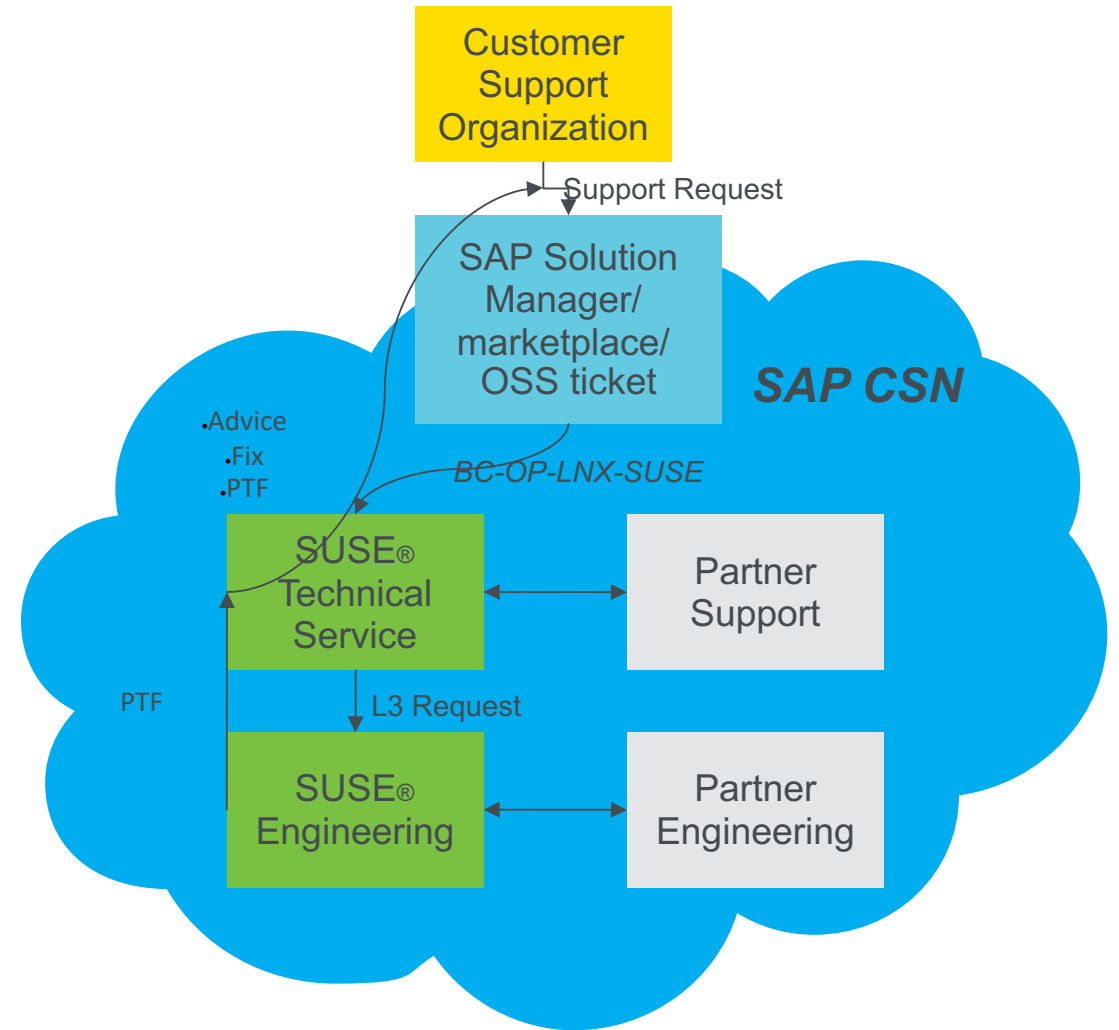 Customer
Support
Organization
Support Request
SAP Solution
Manager/
marketplace/
OSS ticket
SAP CSN
•Advice
•Fix
•PTF
BC-OP-LNX-SUSE
SUSE®
Technical
Service
Partner
Support
PTF
L3 Request
SUSE®
Engineering
Partner
Engineering